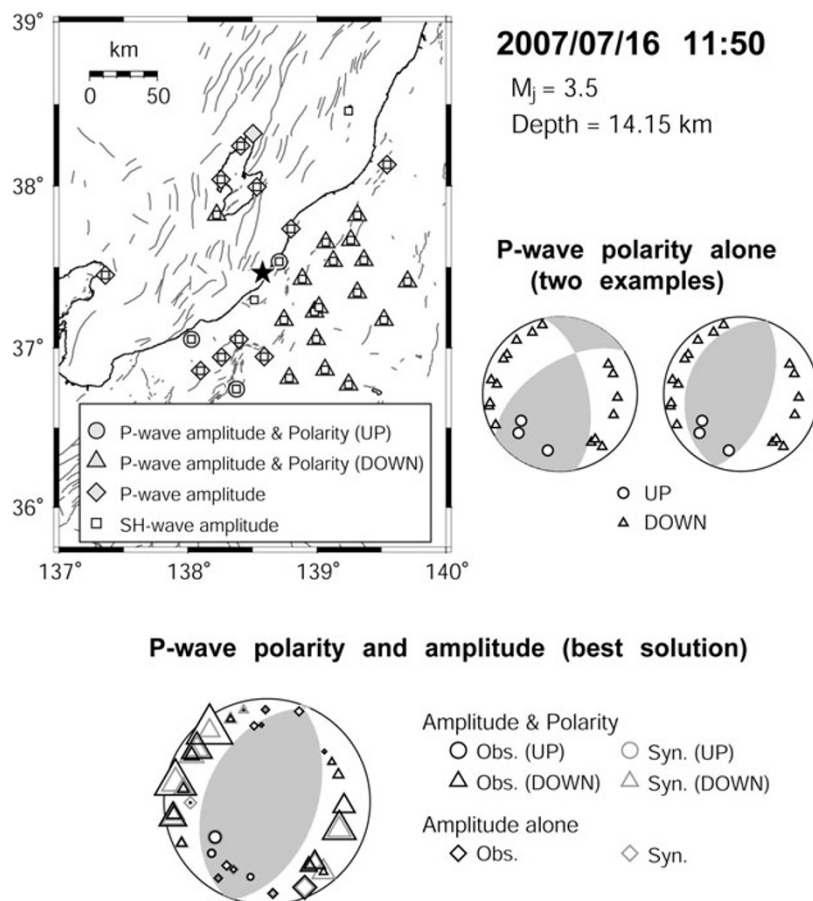 39°
km
0 50
38°
37°
36°
137° 138° 139° 140°
P-wave amplitude & Polarity (UP)
P-wave amplitude & Polarity (DOWN)
P-wave amplitude
SH-wave amplitude
2007/07/16 11:50
Mj = 3.5
Depth = 14.15 km
P-wave polarity alone
(two examples)
UP
DOWN
P-wave polarity and amplitude (best solution)
Amplitude & Polarity
Obs. (UP) Syn. (UP)
Obs. (DOWN) Syn. (DOWN)
Amplitude alone
Obs. Syn.